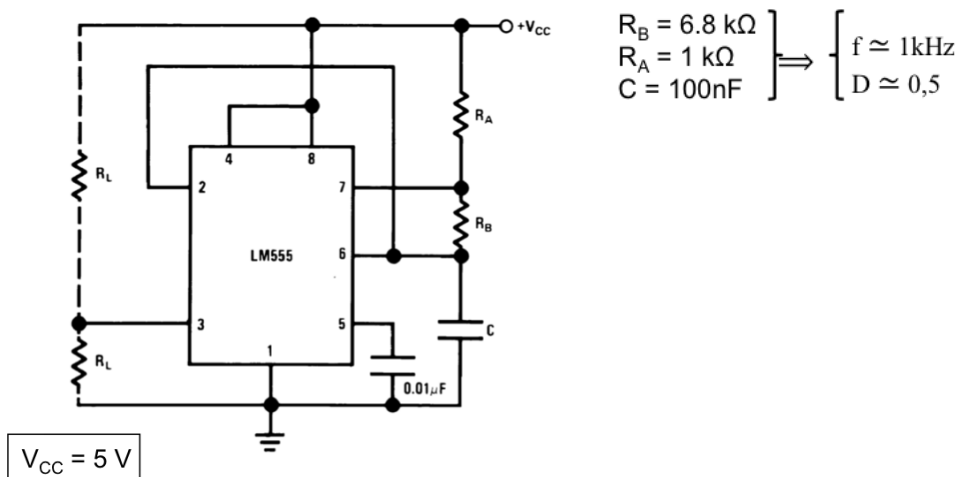 +VCC
RB = 6.8 kΩ
RA = 1 kΩ
C = 100nF
⇒
f ≃ 1kHz
D ≃ 0,5
RA
4
8
RL
2
7
RB
LM555
6
3
5
C
RL
1
0.01μF
VCC = 5 V